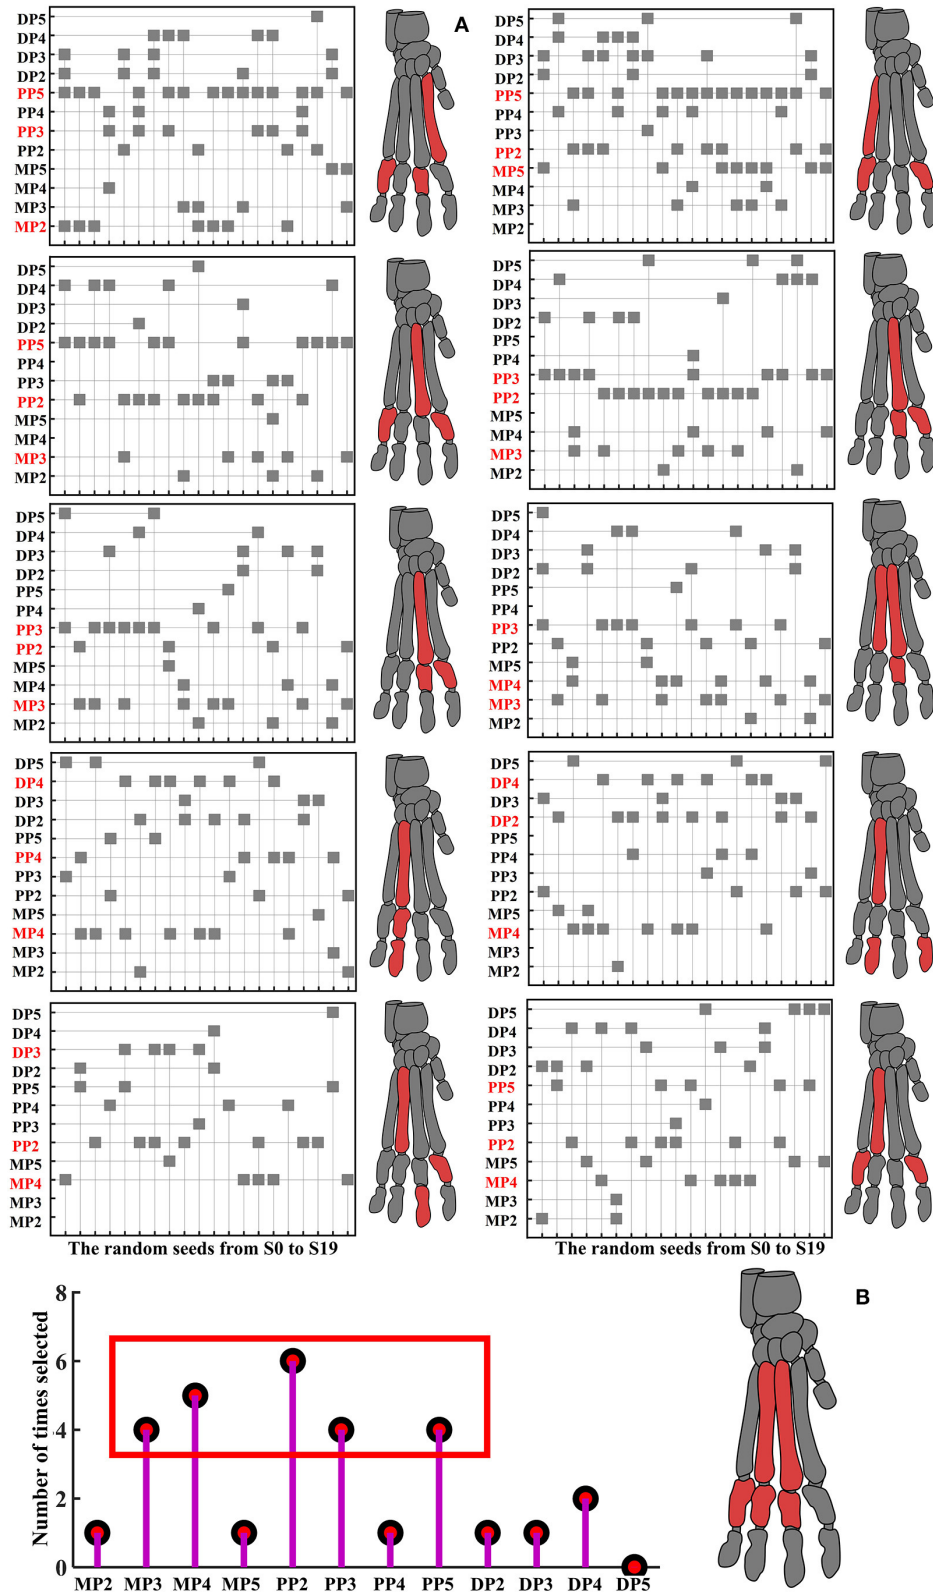 A
DP5
DP4
DP3
DP2
PP5
PP4
PP3
PP2
MP5
MP4
MP3
MP2
DP5
DP4
DP3
DP2
PP5
PP4
PP3
PP2
MP5
MP4
MP3
MP2
DP5
DP4
DP3
DP2
PP5
PP4
PP3
PP2
MP5
MP4
MP3
MP2
DP5
DP4
DP3
DP2
PP5
PP4
PP3
PP2
MP5
MP4
MP3
MP2
DP5
DP4
DP3
DP2
PP5
PP4
PP3
PP2
MP5
MP4
MP3
MP2
DP5
DP4
DP3
DP2
PP5
PP4
PP3
PP2
MP5
MP4
MP3
MP2
DP5
DP4
DP3
DP2
PP5
PP4
PP3
PP2
MP5
MP4
MP3
MP2
DP5
DP4
DP3
DP2
PP5
PP4
PP3
PP2
MP5
MP4
MP3
MP2
DP5
DP4
DP3
DP2
PP5
PP4
PP3
PP2
MP5
MP4
MP3
MP2
The random seeds from S0 to S19
DP5
DP4
DP3
DP2
PP5
PP4
PP3
PP2
MP5
MP4
MP3
MP2
The random seeds from S0 to S19
B
Number of times selected
8
6
4
2
0
MP2 MP3 MP4 MP5 PP2 PP3 PP4 PP5 DP2 DP3 DP4 DP5